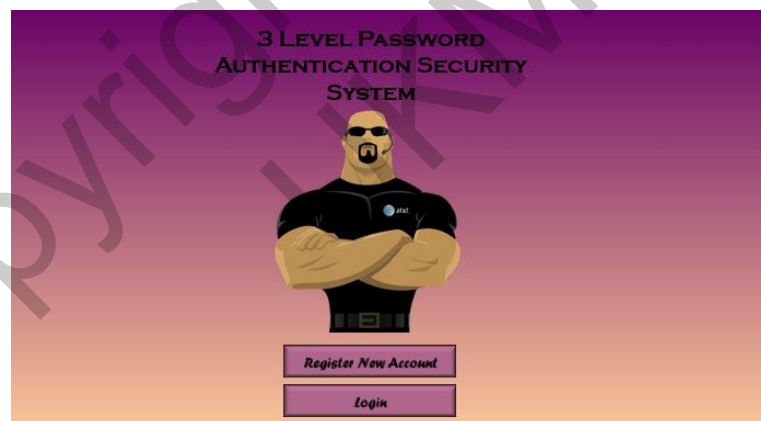 3 LEVEL PASSWORD
AUTHENTICATION SECURITY
SYSTEM
at&t
Register New Account
Login